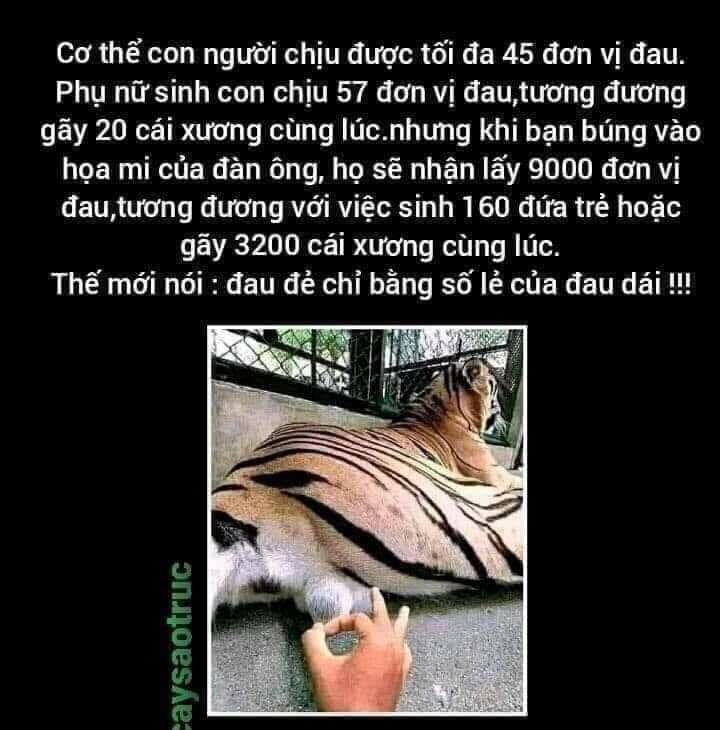 Cơ thể con người chịu được tối đa 45 đơn vị đau.
Phụ nữ sinh con chịu 57 đơn vị đau,tương đương
gãy 20 cái xương cùng lúc.nhưng khi bạn búng vào
họa mi của đàn ông, họ sẽ nhận lấy 9000 đơn vị
đau,tương đương với việc sinh 160 đứa trẻ hoặc
gãy 3200 cái xương cùng lúc.
Thế mới nói : đau đẻ chỉ bằng số lẻ của đau dái !!!
aysaotruc